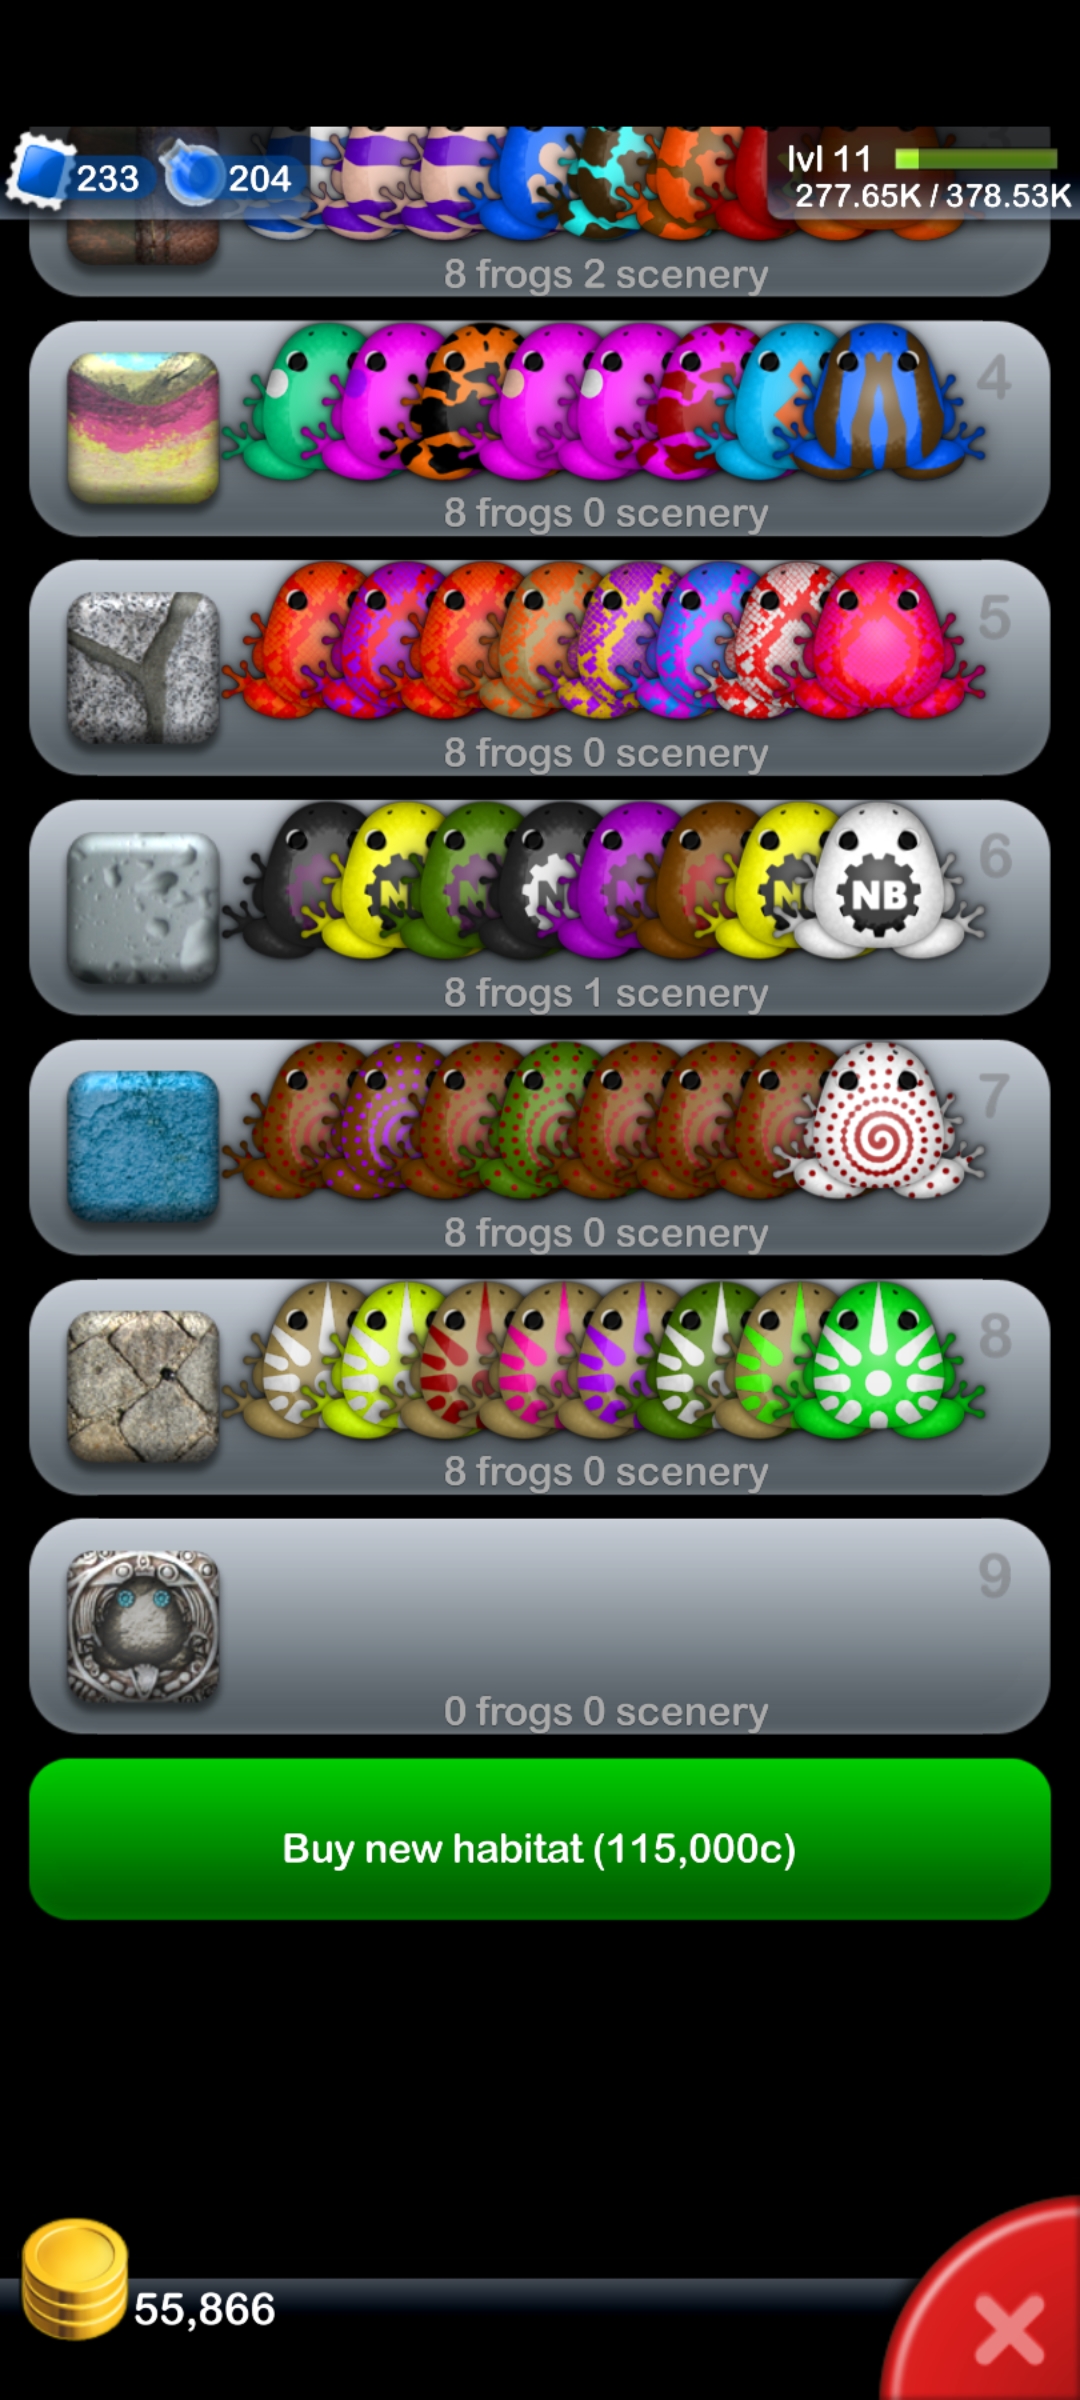 233
204
lvl 11
277.65K / 378.53K
8 frogs 2 scenery
4
8 frogs 0 scenery
5
8 frogs 0 scenery
6
N
N
N
N
NB
8 frogs 1 scenery
7
8 frogs 0 scenery
8
8 frogs 0 scenery
9
0 frogs 0 scenery
Buy new habitat (115,000c)
55,866